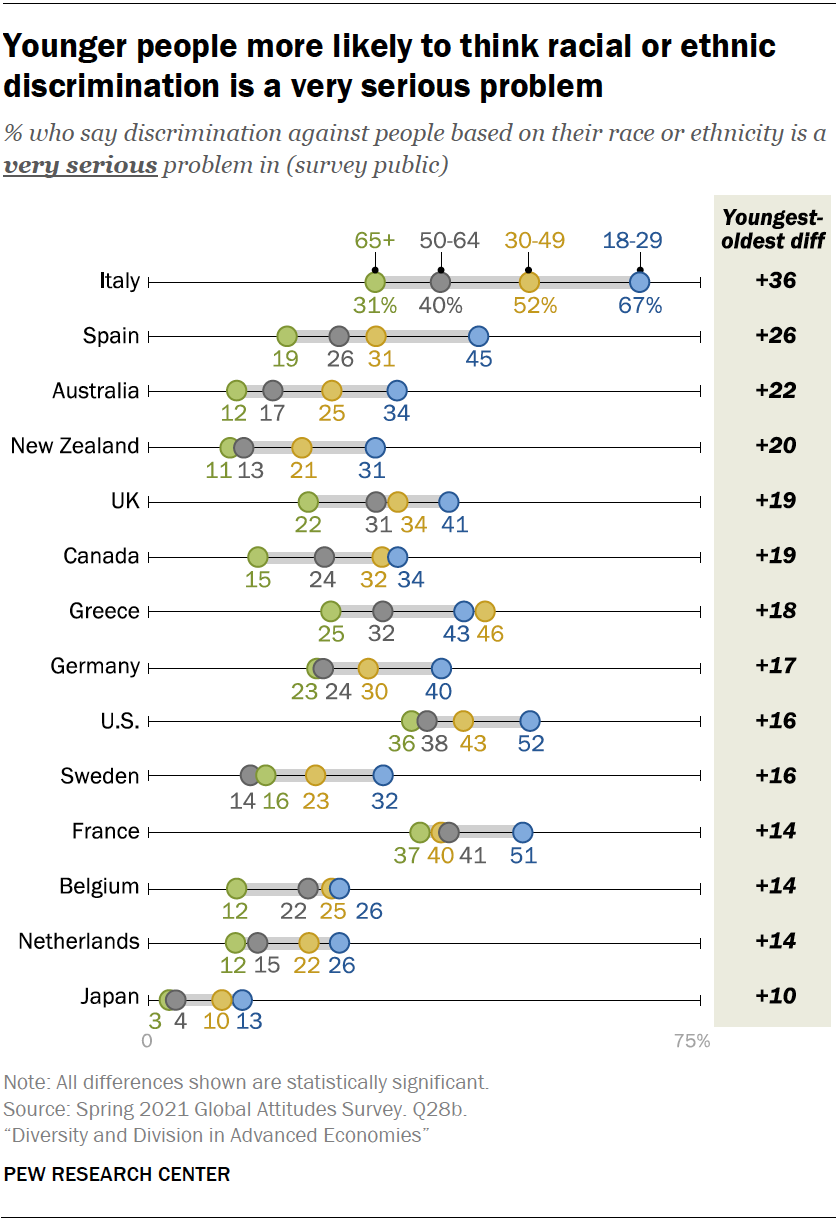 Younger people more likely to think racial or ethnic
discrimination is a very serious problem
% who say discrimination against people based on their race or ethnicity is a
very serious problem in (survey public)
Youngest-
oldest diff
65+ 50-64 30-49 18-29
Italy +36
31% 40% 52% 67%
Spain +26
19 26 31 45
Australia +22
12 17 25 34
New Zealand +20
11 13 21 31
UK +19
22 31 34 41
Canada +19
15 24 32 34
Greece +18
25 32 43 46
Germany +17
23 24 30 40
U.S. +16
36 38 43 52
Sweden +16
14 16 23 32
France +14
37 40 41 51
Belgium +14
12 22 25 26
Netherlands +14
12 15 22 26
Japan +10
3 4 10 13
0 75%
Note: All differences shown are statistically significant.
Source: Spring 2021 Global Attitudes Survey. Q28b.
“Diversity and Division in Advanced Economies”
PEW RESEARCH CENTER